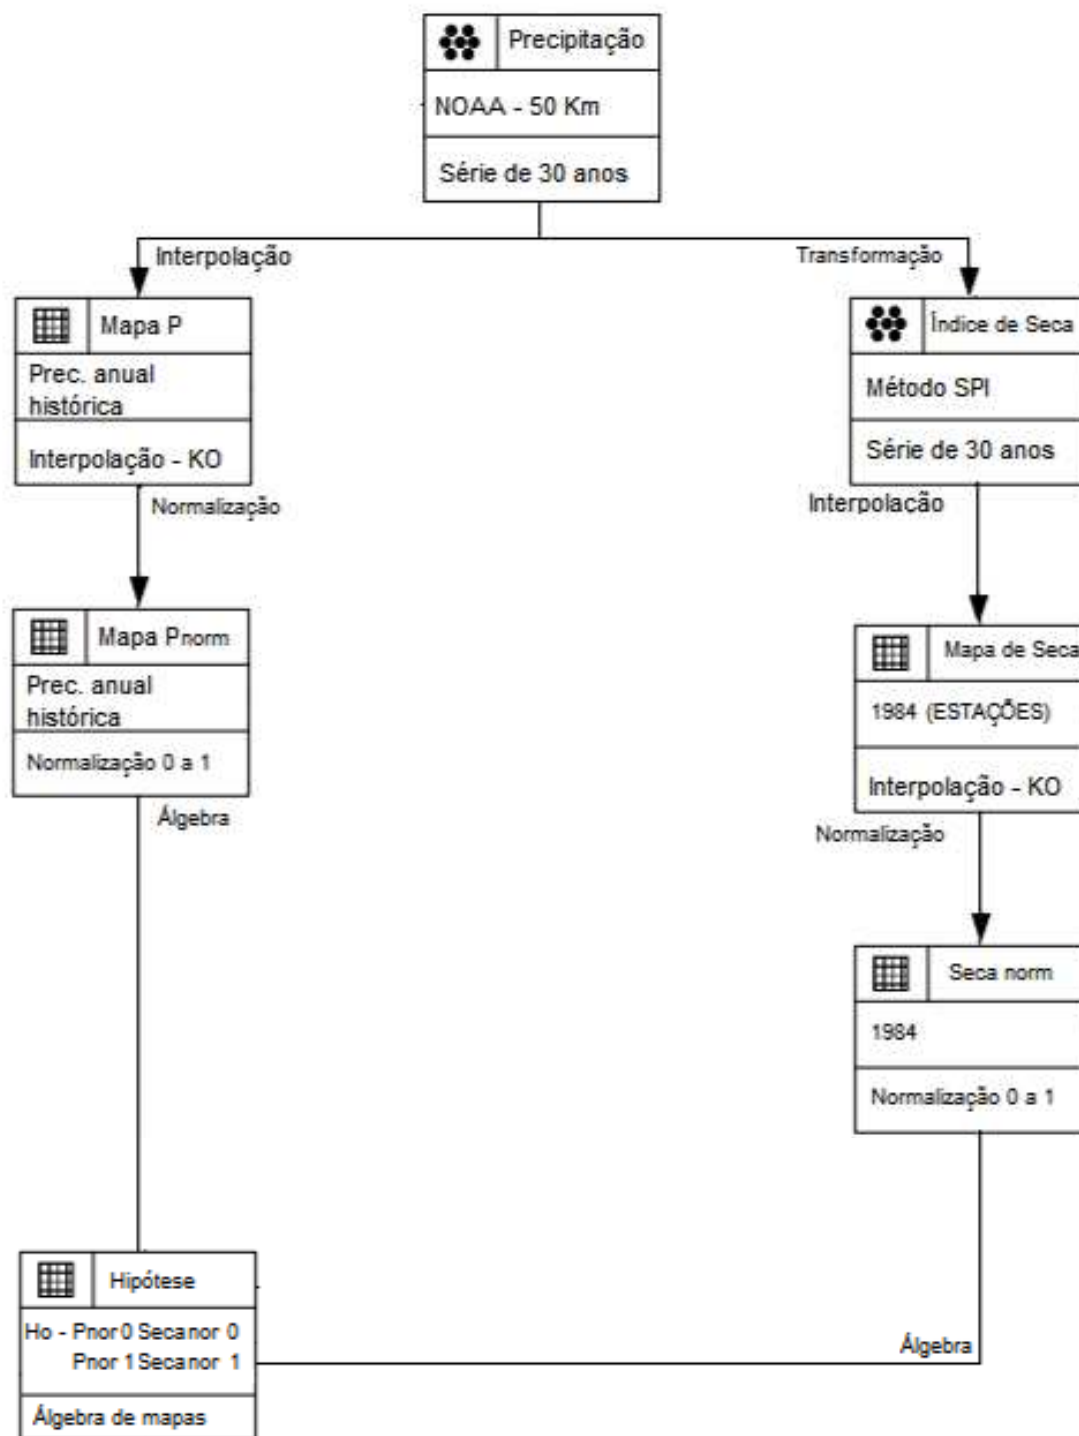 Precipitação
NOAA - 50 Km
Série de 30 anos
Interpolação
Transformação
Mapa P
Prec. anual
histórica
Interpolação - KO
Normalização
Índice de Seca
Método SPI
Série de 30 anos
Interpolação
Mapa Pnorm
Prec. anual
histórica
Normalização 0 a 1
Álgebra
Mapa de Seca
1984 (ESTAÇÕES)
Interpolação - KO
Normalização
Seca norm
1984
Normalização 0 a 1
Álgebra
Hipótese
Ho - Pnor 0 Secanor 0
Pnor 1 Secanor 1
Álgebra de mapas